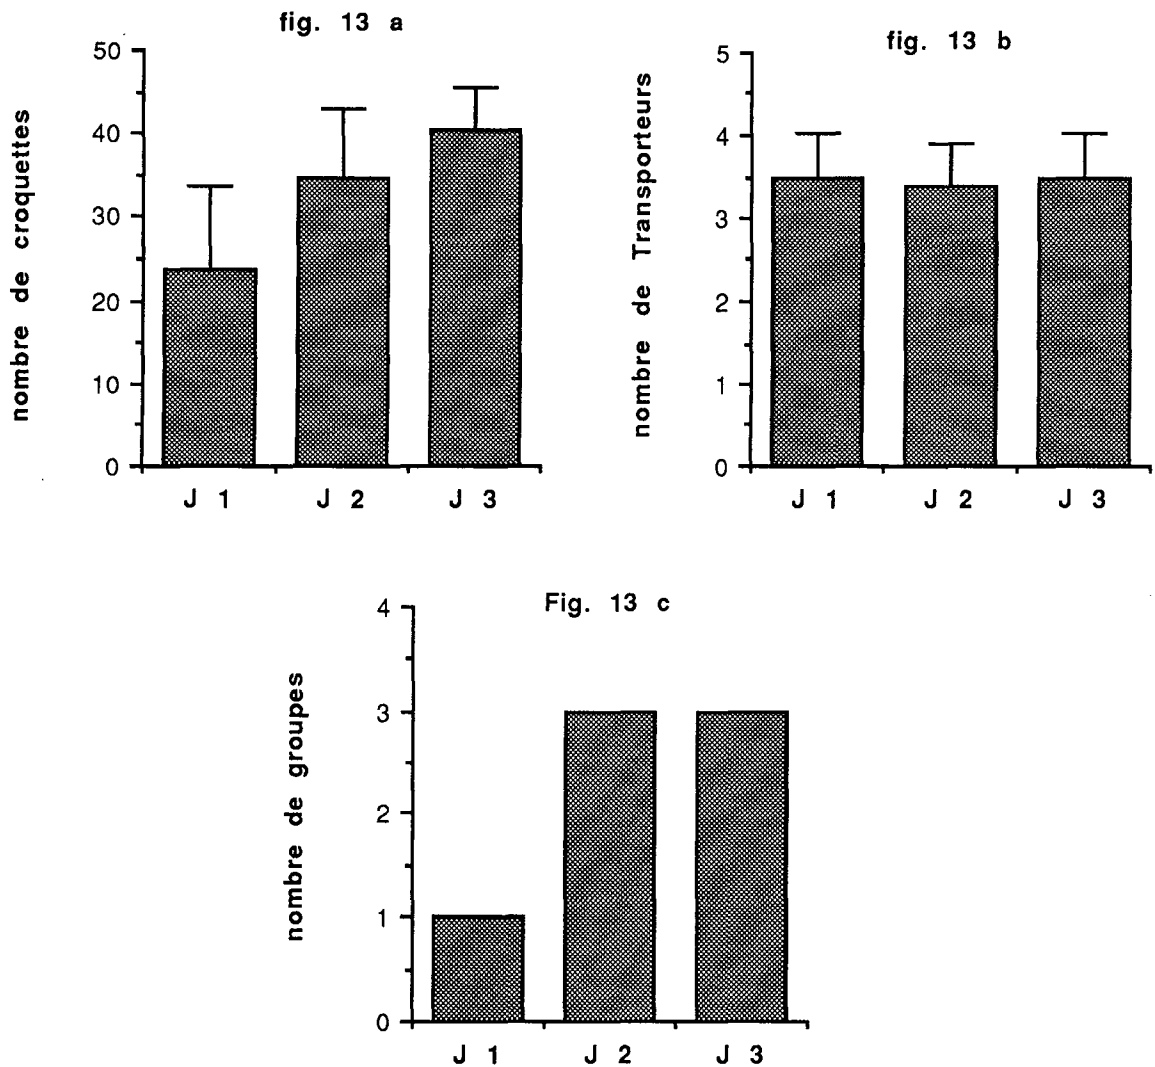 fig. 13 a
nombre de croquettes
50
40
30
20
10
0
J 1 J 2 J 3
fig. 13 b
nombre de Transporteurs
5
4
3
2
1
0
J 1 J 2 J 3
Fig. 13 c
nombre de groupes
4
3
2
1
0
J 1 J 2 J 3